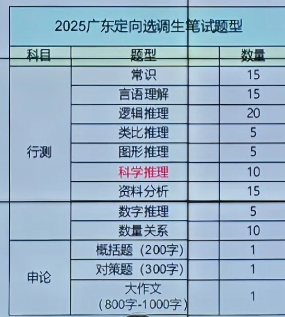 2025广东定向选调生笔试题型
科目 题型 数量
常识 15
言语理解 15
逻辑推理 20
类比推理 5
行测 图形推理 5
科学推理 10
资料分析 15
数字推理 5
数量关系 10
概括题（200字） 1
申论 对策题（300字） 1
大作文
（800字-1000字） 1